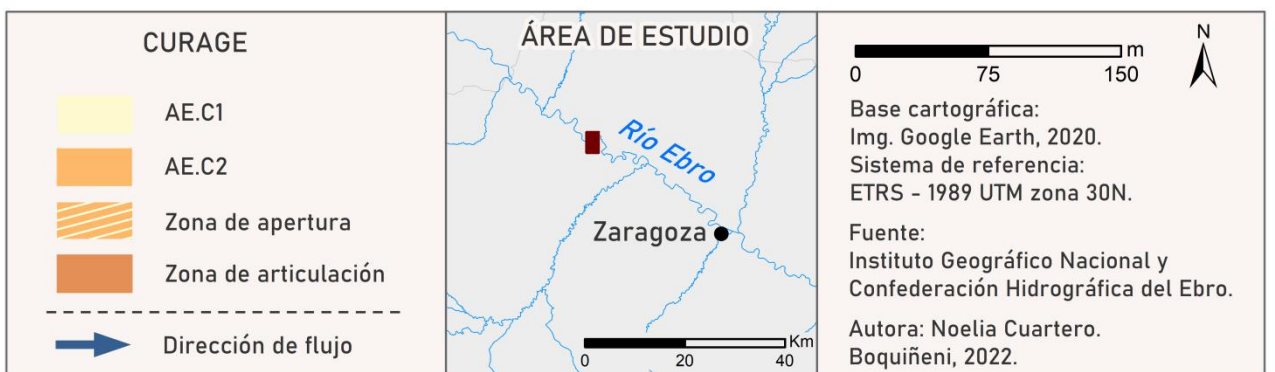 CURAGE
AE.C1
AE.C2
Zona de apertura
Zona de articulación
Dirección de flujo
ÁREA DE ESTUDIO
Río Ebro
Zaragoza
Km
0 20 40
m
0 75 150
N
Base cartográfica:
Img. Google Earth, 2020.
Sistema de referencia:
ETRS - 1989 UTM zona 30N.
Fuente:
Instituto Geográfico Nacional y
Confederación Hidrográfica del Ebro.
Autora: Noelia Cuartero.
Boquiñeni, 2022.